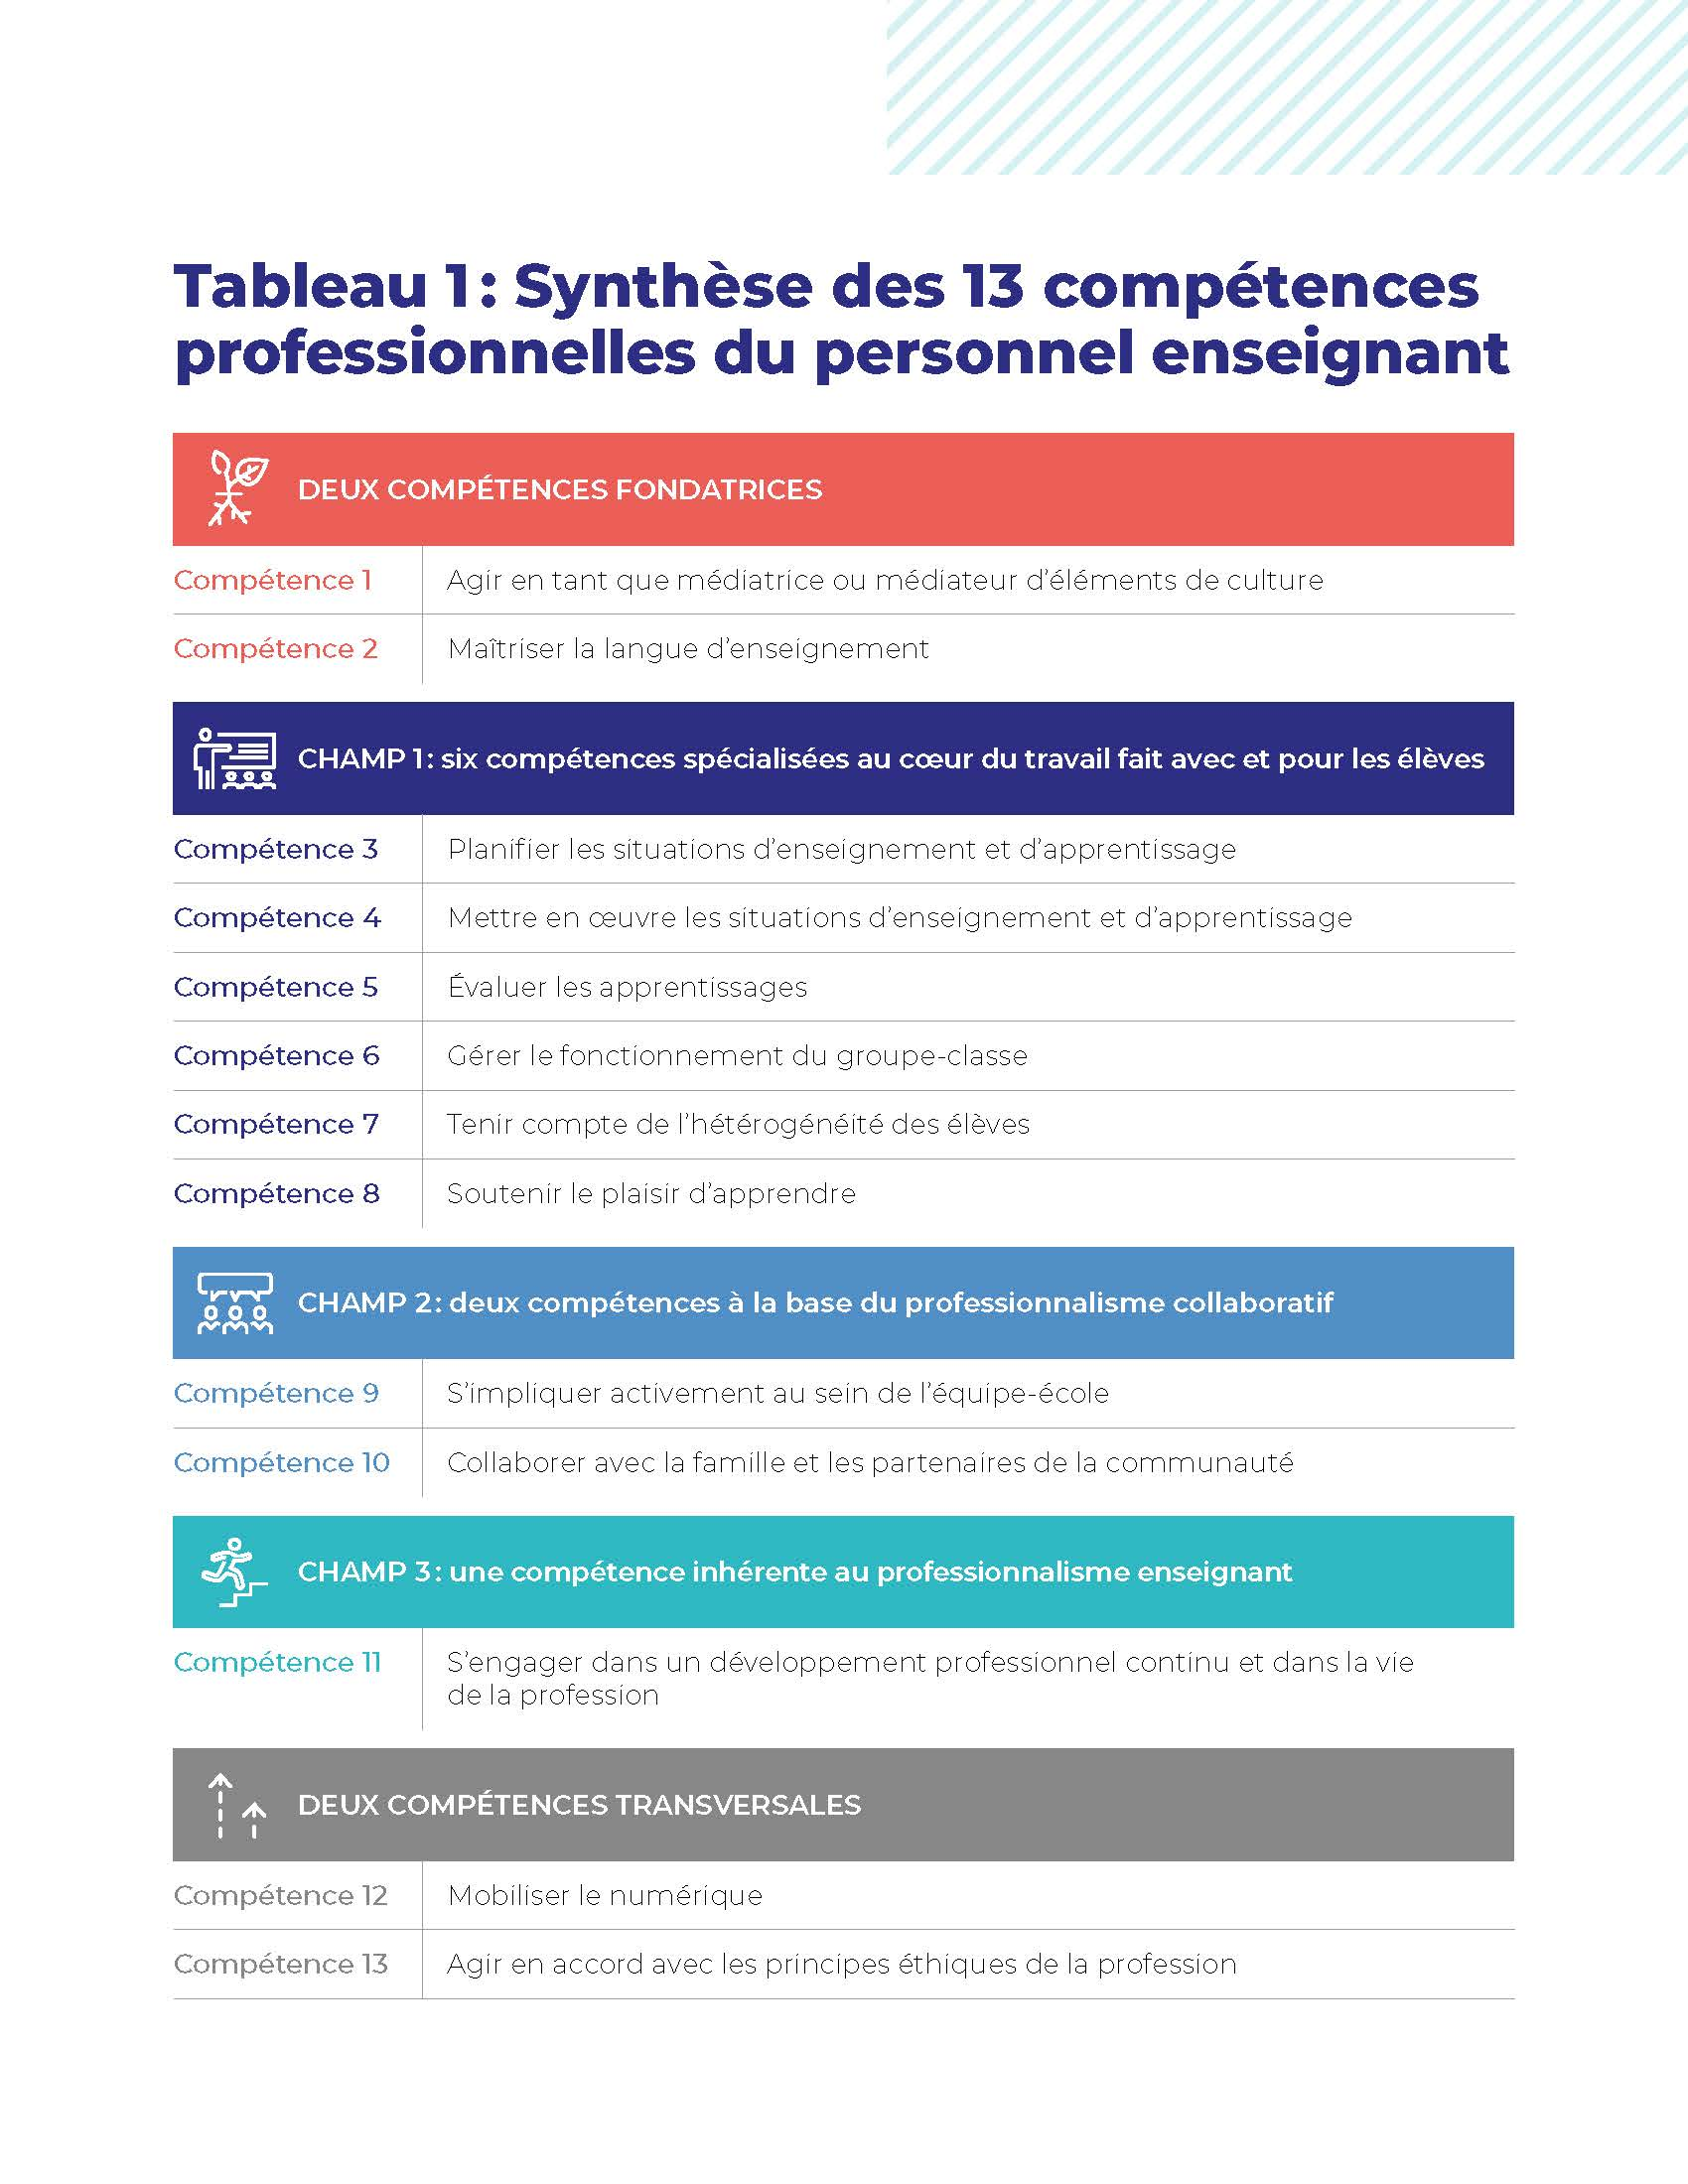 Tableau 1 : Synthèse des 13 compétences
professionnelles du personnel enseignant
DEUX COMPÉTENCES FONDATRICES
Compétence 1 Agir en tant que médiatrice ou médiateur d’éléments de culture
Compétence 2 Maîtriser la langue d’enseignement
CHAMP 1 : six compétences spécialisées au cœur du travail fait avec et pour les élèves
Compétence 3 Planifier les situations d’enseignement et d’apprentissage
Compétence 4 Mettre en œuvre les situations d’enseignement et d’apprentissage
Compétence 5 Évaluer les apprentissages
Compétence 6 Gérer le fonctionnement du groupe-classe
Compétence 7 Tenir compte de l’hétérogénéité des élèves
Compétence 8 Soutenir le plaisir d’apprendre
CHAMP 2 : deux compétences à la base du professionnalisme collaboratif
Compétence 9 S’impliquer activement au sein de l’équipe-école
Compétence 10 Collaborer avec la famille et les partenaires de la communauté
CHAMP 3 : une compétence inhérente au professionnalisme enseignant
Compétence 11 S’engager dans un développement professionnel continu et dans la vie
de la profession
DEUX COMPÉTENCES TRANSVERSALES
Compétence 12 Mobiliser le numérique
Compétence 13 Agir en accord avec les principes éthiques de la profession